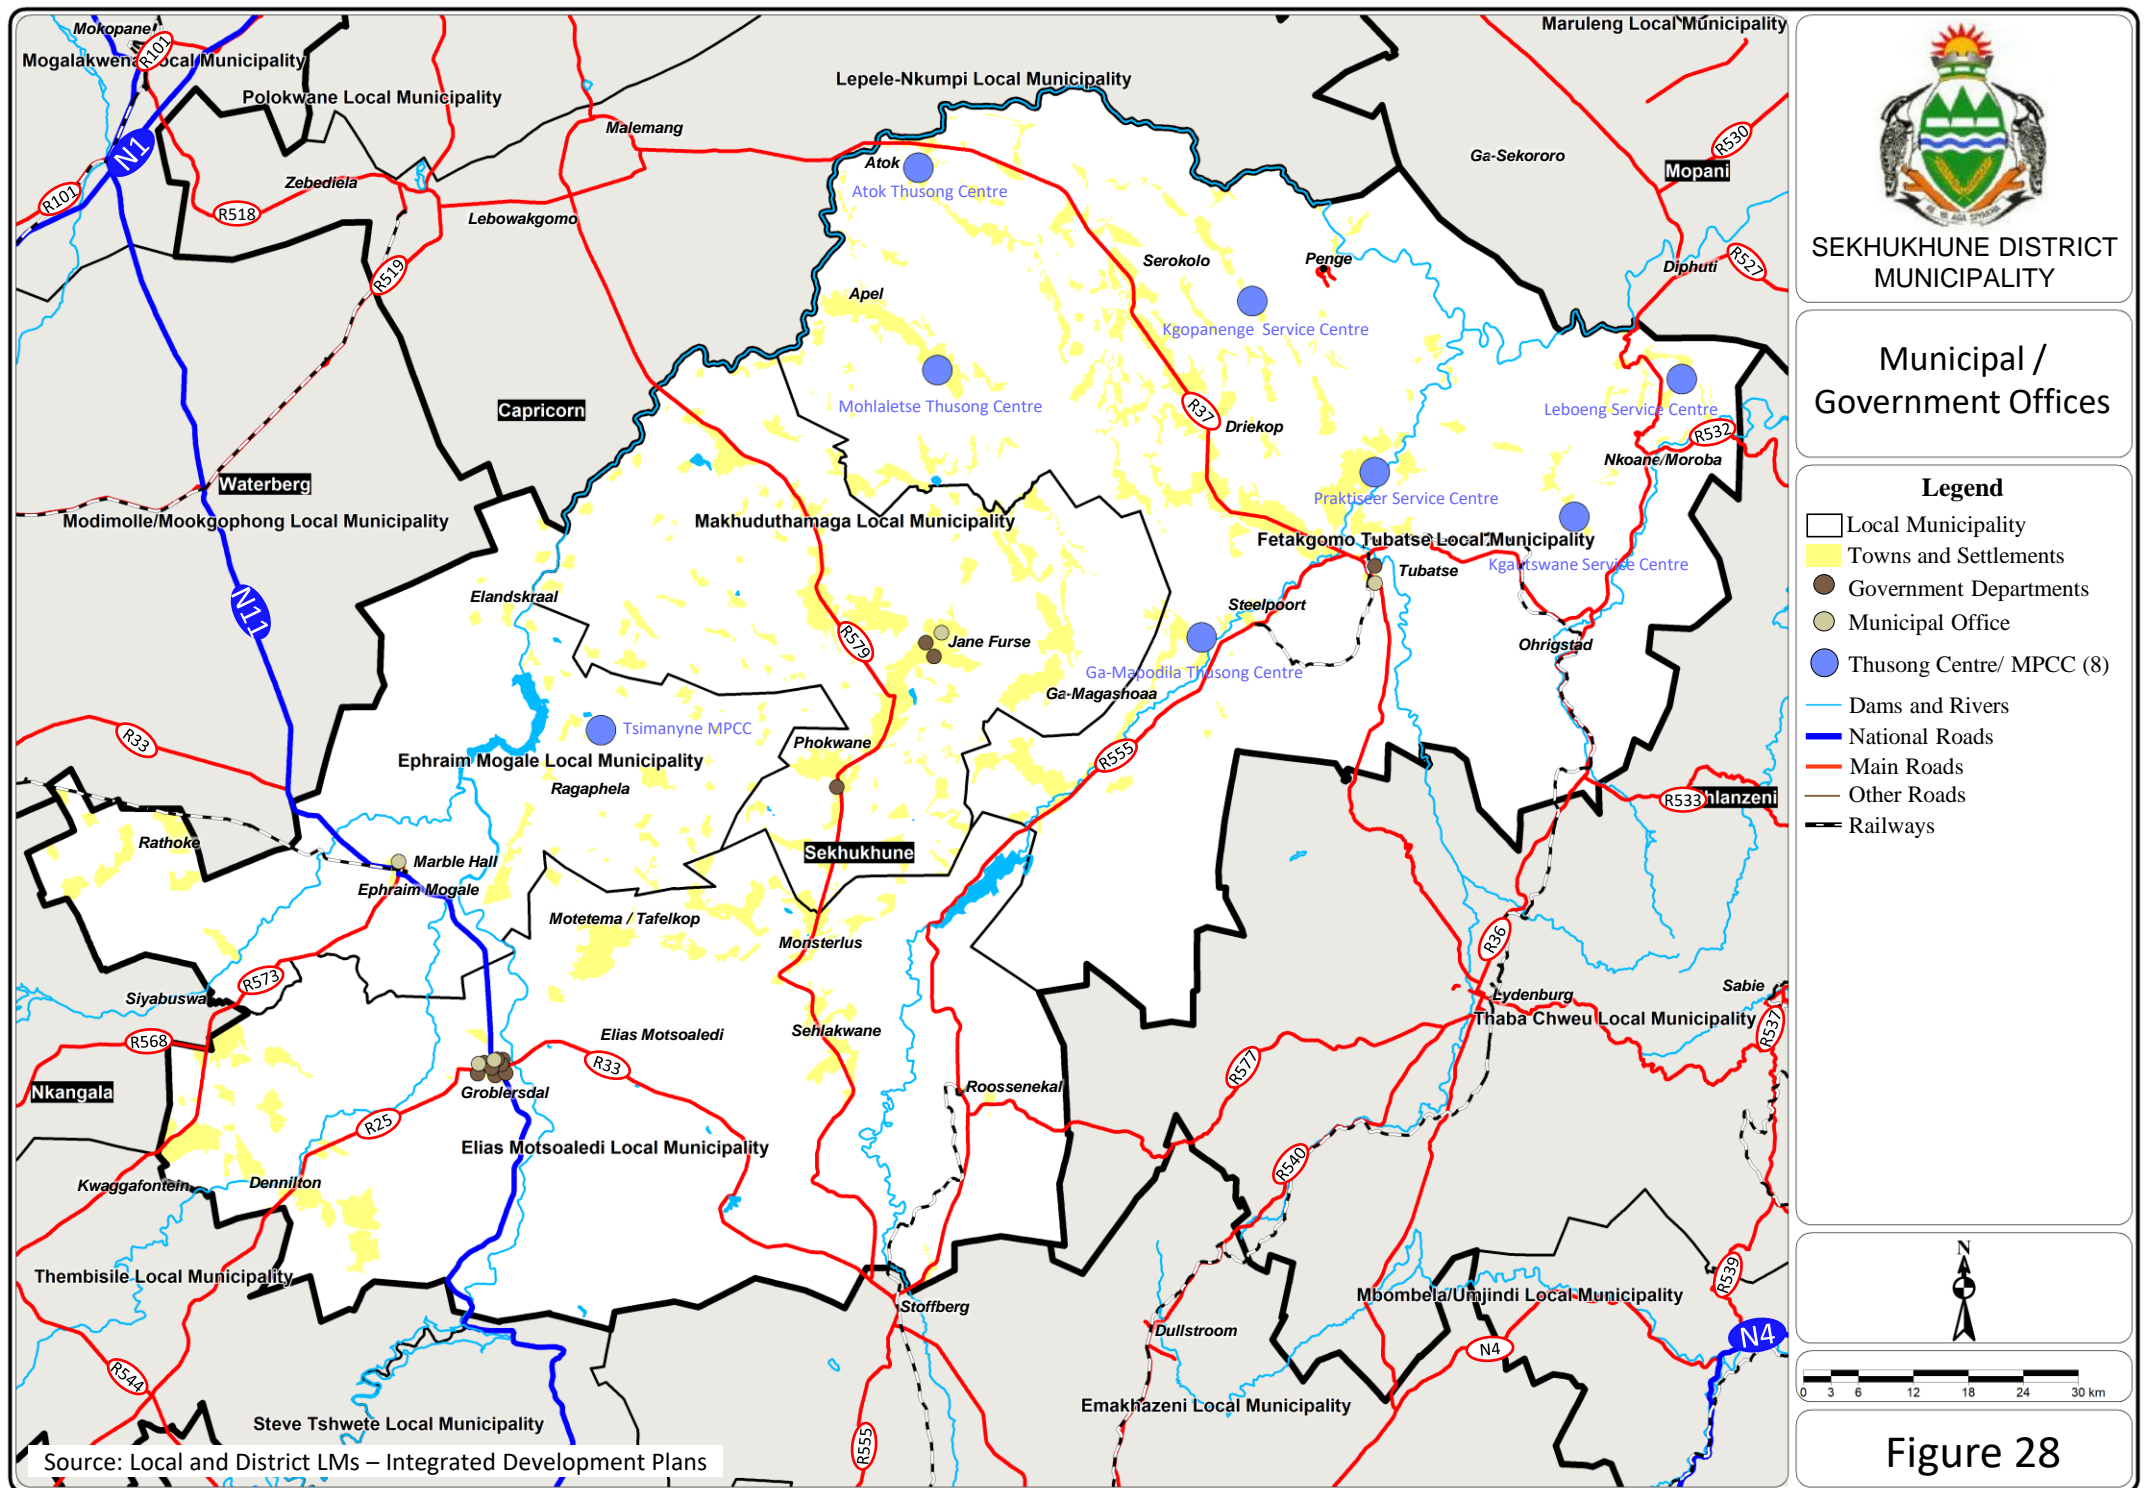 Mokopane
Mogalakwena Local Municipality
R101
Polokwane Local Municipality
N1
R101
Zebediela
R518
Lebowakgomo
Malemang
R519
Lepele-Nkumpi Local Municipality
Maruleng Local Municipality
Ga-Sekororo
R530
Mopani
Diphuti
R527
Atok
Atok Thusong Centre
Serokolo
Penge
Apel
Kgopanenge Service Centre
Mohlaletse Thusong Centre
R37
Driekop
Leboeng Service Centre
R532
Nkoane/Moroba
Capricorn
Waterberg
Modimolle/Mookgophong Local Municipality
Makhuduthamaga Local Municipality
Praktiseer Service Centre
Fetakgomo Tubatse Local Municipality
Tubatse
Kgautswane Service Centre
N11
Elandskraal
Steelpoort
R579
Jane Furse
Ohrigstad
Ga-Mapodila Thusong Centre
Ga-Magashoaa
Tsimanyne MPCC
R33
Phokwane
R555
Ephraim Mogale Local Municipality
Ragaphela
R533
hlanzeni
Rathoke
Marble Hall
Sekhukhune
Ephraim Mogale
Motetema / Tafelkop
Monsterlus
R36
R573
Siyabuswa
Lydenburg
Sabie
Thaba Chweu Local Municipality
R537
Sehlakwane
Elias Motsoaledi
R568
R33
R577
Nkangala
Groblersdal
Roossenekal
R25
Elias Motsoaledi Local Municipality
R540
Kwaggafontein
Dennilton
Thembisile Local Municipality
R539
Stoffberg
Mbombela/Umjindi Local Municipality
Dullstroom
N4
N4
R544
Emakhazeni Local Municipality
Steve Tshwete Local Municipality
R555
Source: Local and District LMs – Integrated Development Plans
RE YA AGA SIYAKHA
SEKHUKHUNE DISTRICT
MUNICIPALITY
Municipal /
Government Offices
Legend
Local Municipality
Towns and Settlements
Government Departments
Municipal Office
Thusong Centre/ MPCC (8)
Dams and Rivers
National Roads
Main Roads
Other Roads
Railways
N
0 3 6 12 18 24 30 km
Figure 28